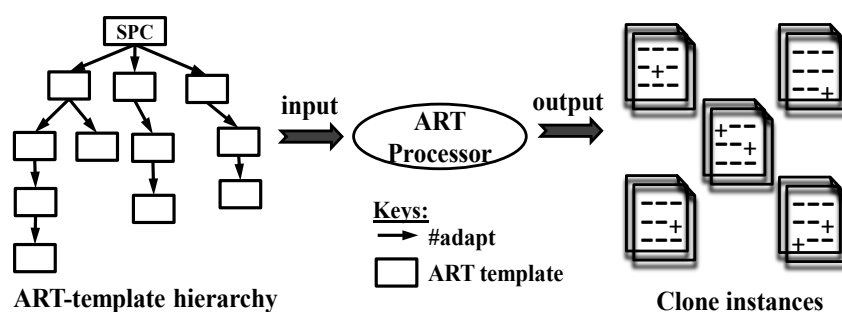 SPC
input
ART
Processor
output
Keys:
#adapt
ART template
ART-template hierarchy
Clone instances